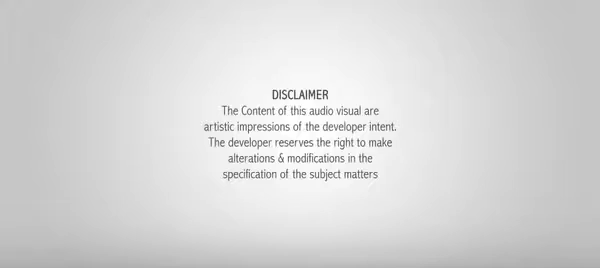 DISCLAIMER
The Content of this audio visual are
artistic impressions of the developer intent.
The developer reserves the right to make
alterations & modifications in the
specification of the subject matters